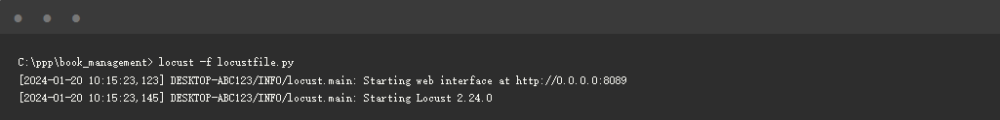 C:\ppp\book_management> locust -f locustfile.py
[2024-01-20 10:15:23,123] DESKTOP-ABC123/INFO/locust.main: Starting web interface at http://0.0.0.0:8089
[2024-01-20 10:15:23,145] DESKTOP-ABC123/INFO/locust.main: Starting Locust 2.24.0